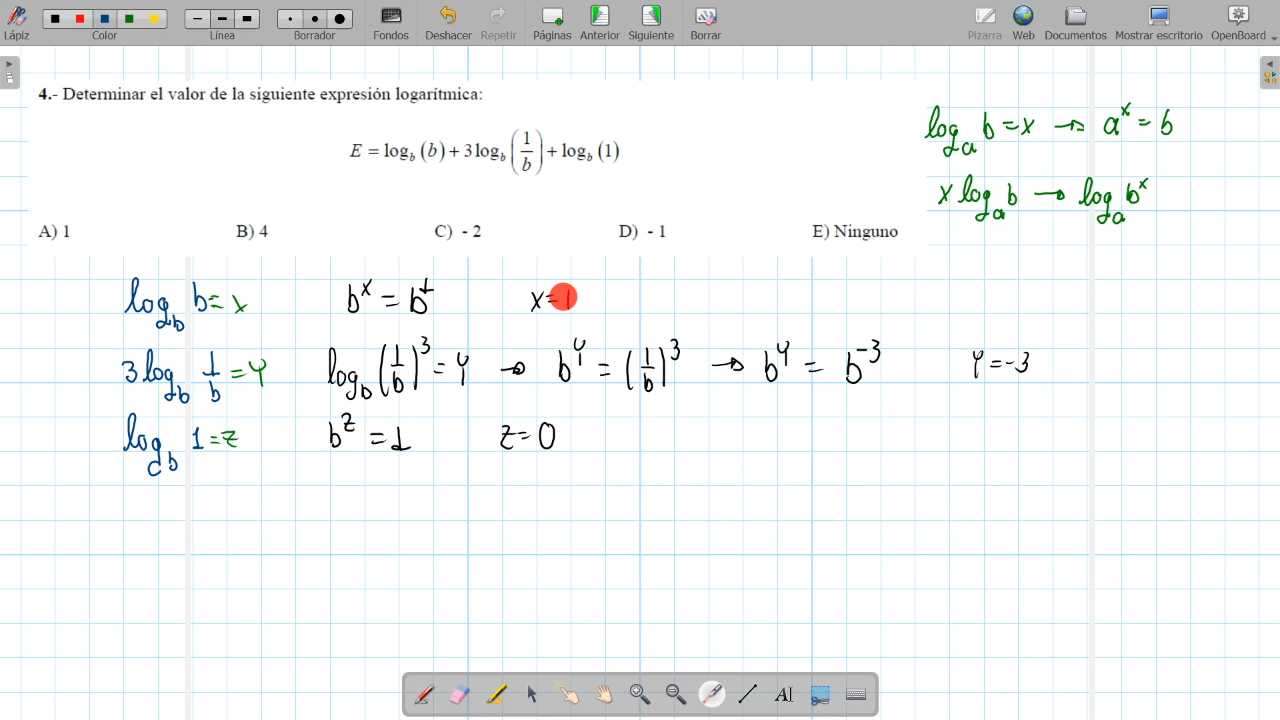 Lápiz Color Línea Borrador Fondos Deshacer Repetir Páginas Anterior Siguiente Borrar Pizarra Web Documentos Mostrar escritorio OpenBoard
4.- Determinar el valor de la siguiente expresión logarítmica:
E = log_b (b) + 3 log_b (1/b) + log_b (1)
A) 1 B) 4 C) - 2 D) - 1 E) Ninguno
log_a b = x → a^x = b
x log_a b → log_a b^x
log_b b = x b^x = b^1 x = 1
3 log_b 1/b = y log_b (1/b)^3 = y → b^y = (1/b)^3 → b^y = b^-3 y = -3
log_b 1 = z b^z = 1 z = 0
AI